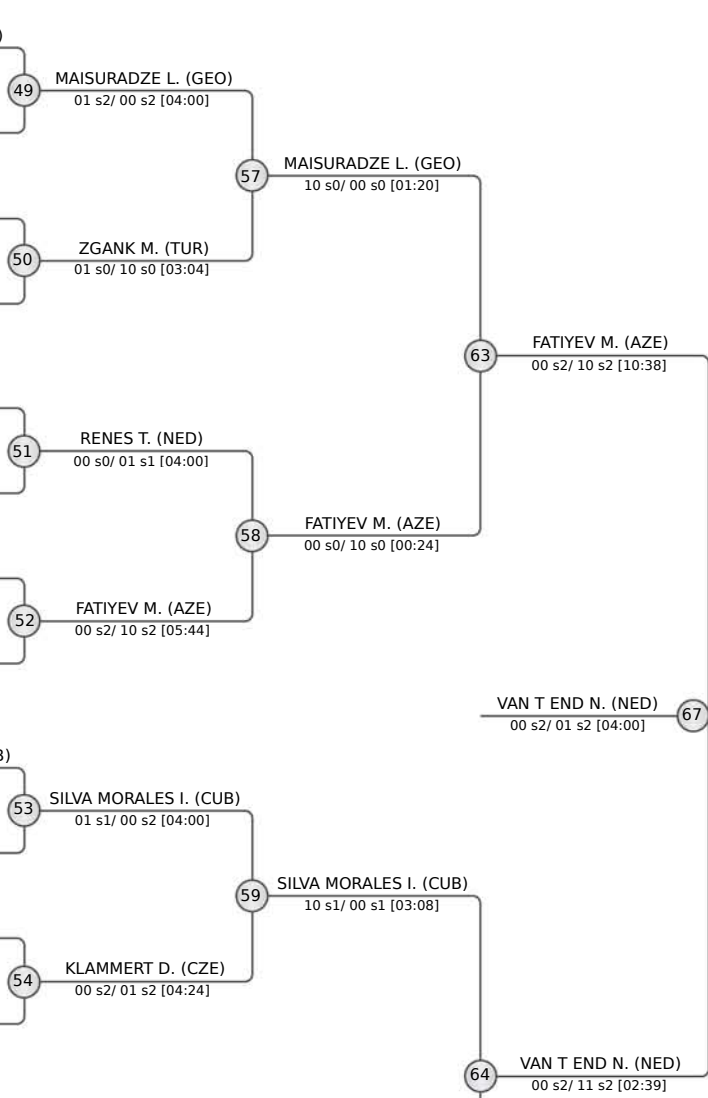 )
49
MAISURADZE L. (GEO)
01 s2/ 00 s2 [04:00]
57
MAISURADZE L. (GEO)
10 s0/ 00 s0 [01:20]
50
ZGANK M. (TUR)
01 s0/ 10 s0 [03:04]
63
FATIYEV M. (AZE)
00 s2/ 10 s2 [10:38]
51
RENES T. (NED)
00 s0/ 01 s1 [04:00]
58
FATIYEV M. (AZE)
00 s0/ 10 s0 [00:24]
52
FATIYEV M. (AZE)
00 s2/ 10 s2 [05:44]
VAN T END N. (NED)
67
00 s2/ 01 s2 [04:00]
B)
53
SILVA MORALES I. (CUB)
01 s1/ 00 s2 [04:00]
59
SILVA MORALES I. (CUB)
10 s1/ 00 s1 [03:08]
54
KLAMMERT D. (CZE)
00 s2/ 01 s2 [04:24]
64
VAN T END N. (NED)
00 s2/ 11 s2 [02:39]